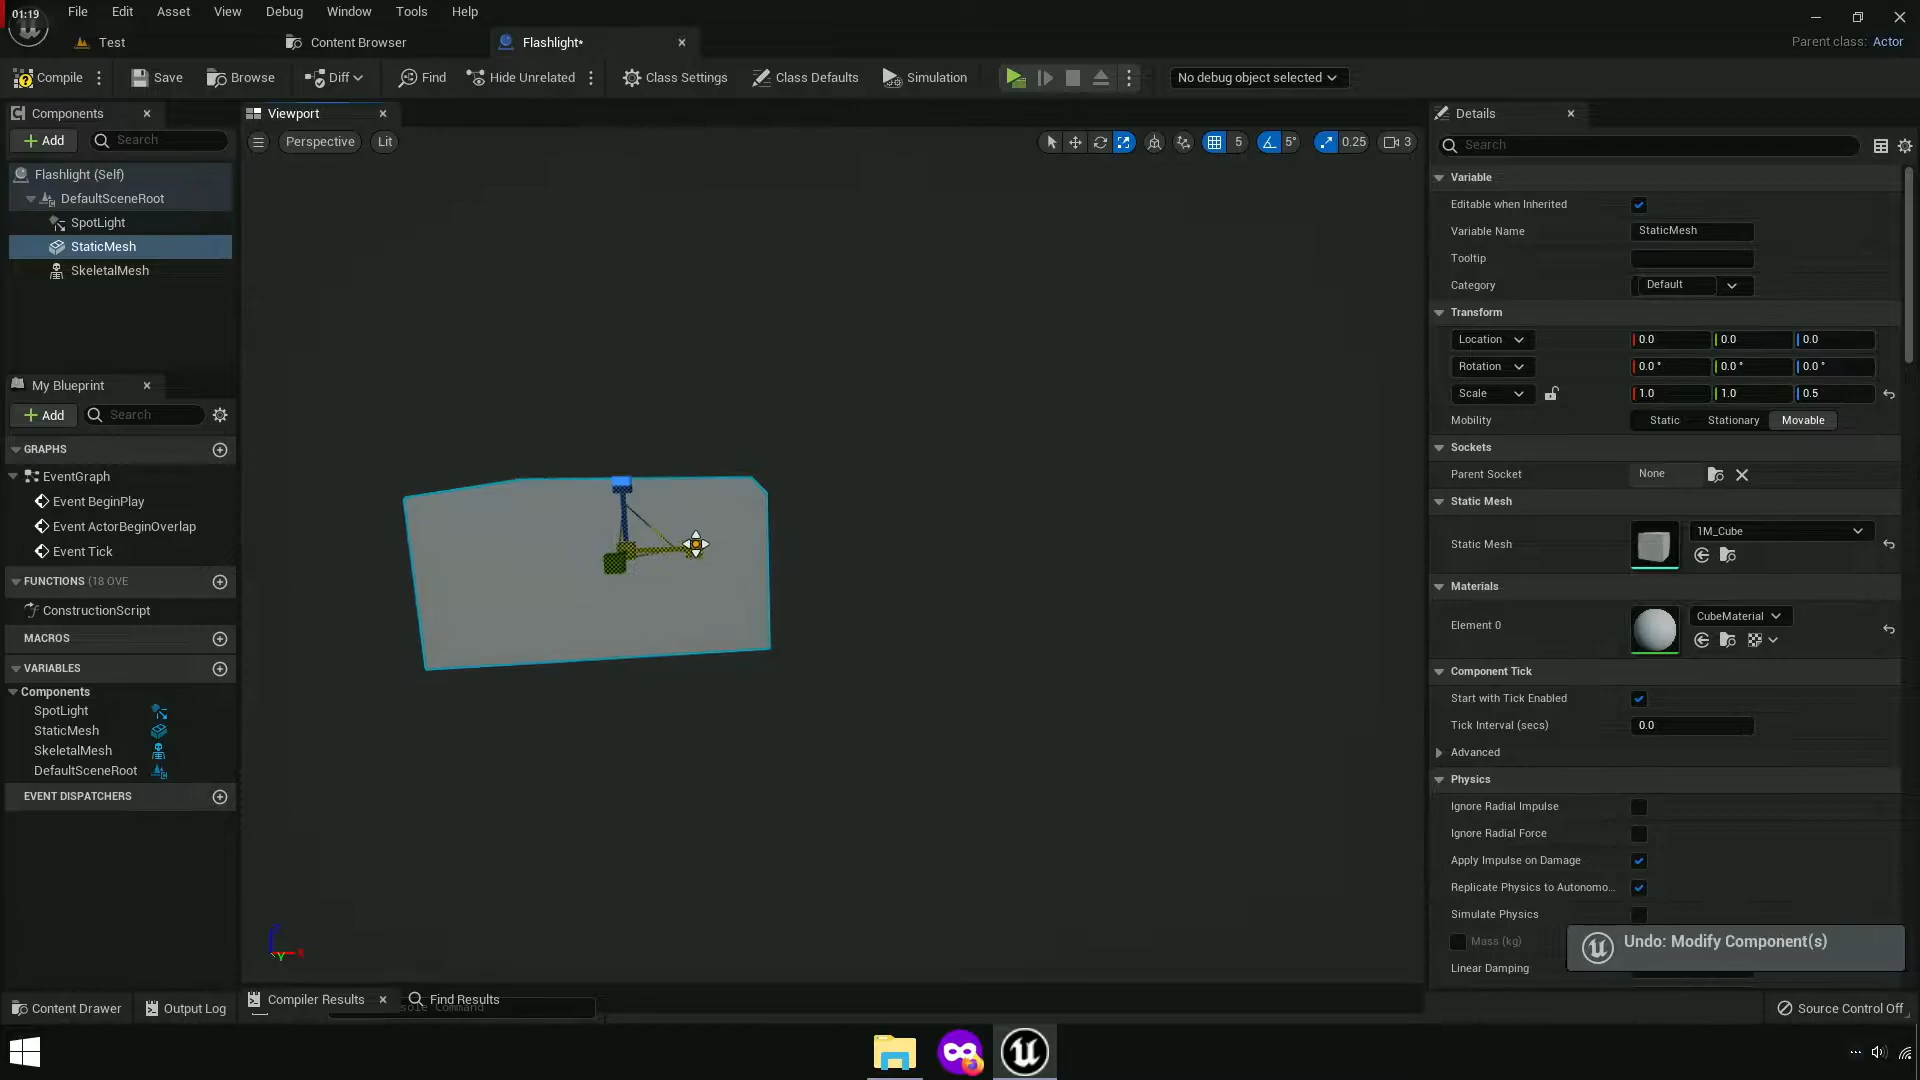 01:19
File Edit Asset View Debug Window Tools Help
Test Content Browser Flashlight*
Parent class: Actor
Compile Save Browse Diff Find Hide Unrelated Class Settings Class Defaults Simulation No debug object selected
Components
Add Search
Flashlight (Self)
DefaultSceneRoot
SpotLight
StaticMesh
SkeletalMesh
My Blueprint
Add Search
GRAPHS
EventGraph
Event BeginPlay
Event ActorBeginOverlap
Event Tick
FUNCTIONS (18 OVE
ConstructionScript
MACROS
VARIABLES
Components
SpotLight
StaticMesh
SkeletalMesh
DefaultSceneRoot
EVENT DISPATCHERS
Viewport
Perspective Lit 5 5° 0.25 3
Z X Y
Details
Search
Variable
Editable when Inherited
Variable Name StaticMesh
Tooltip
Category Default
Transform
Location 0.0 0.0 0.0
Rotation 0.0 ° 0.0 ° 0.0 °
Scale 1.0 1.0 0.5
Mobility Static Stationary Movable
Sockets
Parent Socket None
Static Mesh
Static Mesh 1M_Cube
Materials
Element 0 CubeMaterial
Component Tick
Start with Tick Enabled
Tick Interval (secs) 0.0
Advanced
Physics
Ignore Radial Impulse
Ignore Radial Force
Apply Impulse on Damage
Replicate Physics to Autonomo...
Simulate Physics
Mass (kg)
Linear Damping
Undo: Modify Component(s)
Compiler Results Find Results
Content Drawer Output Log Source Control Off